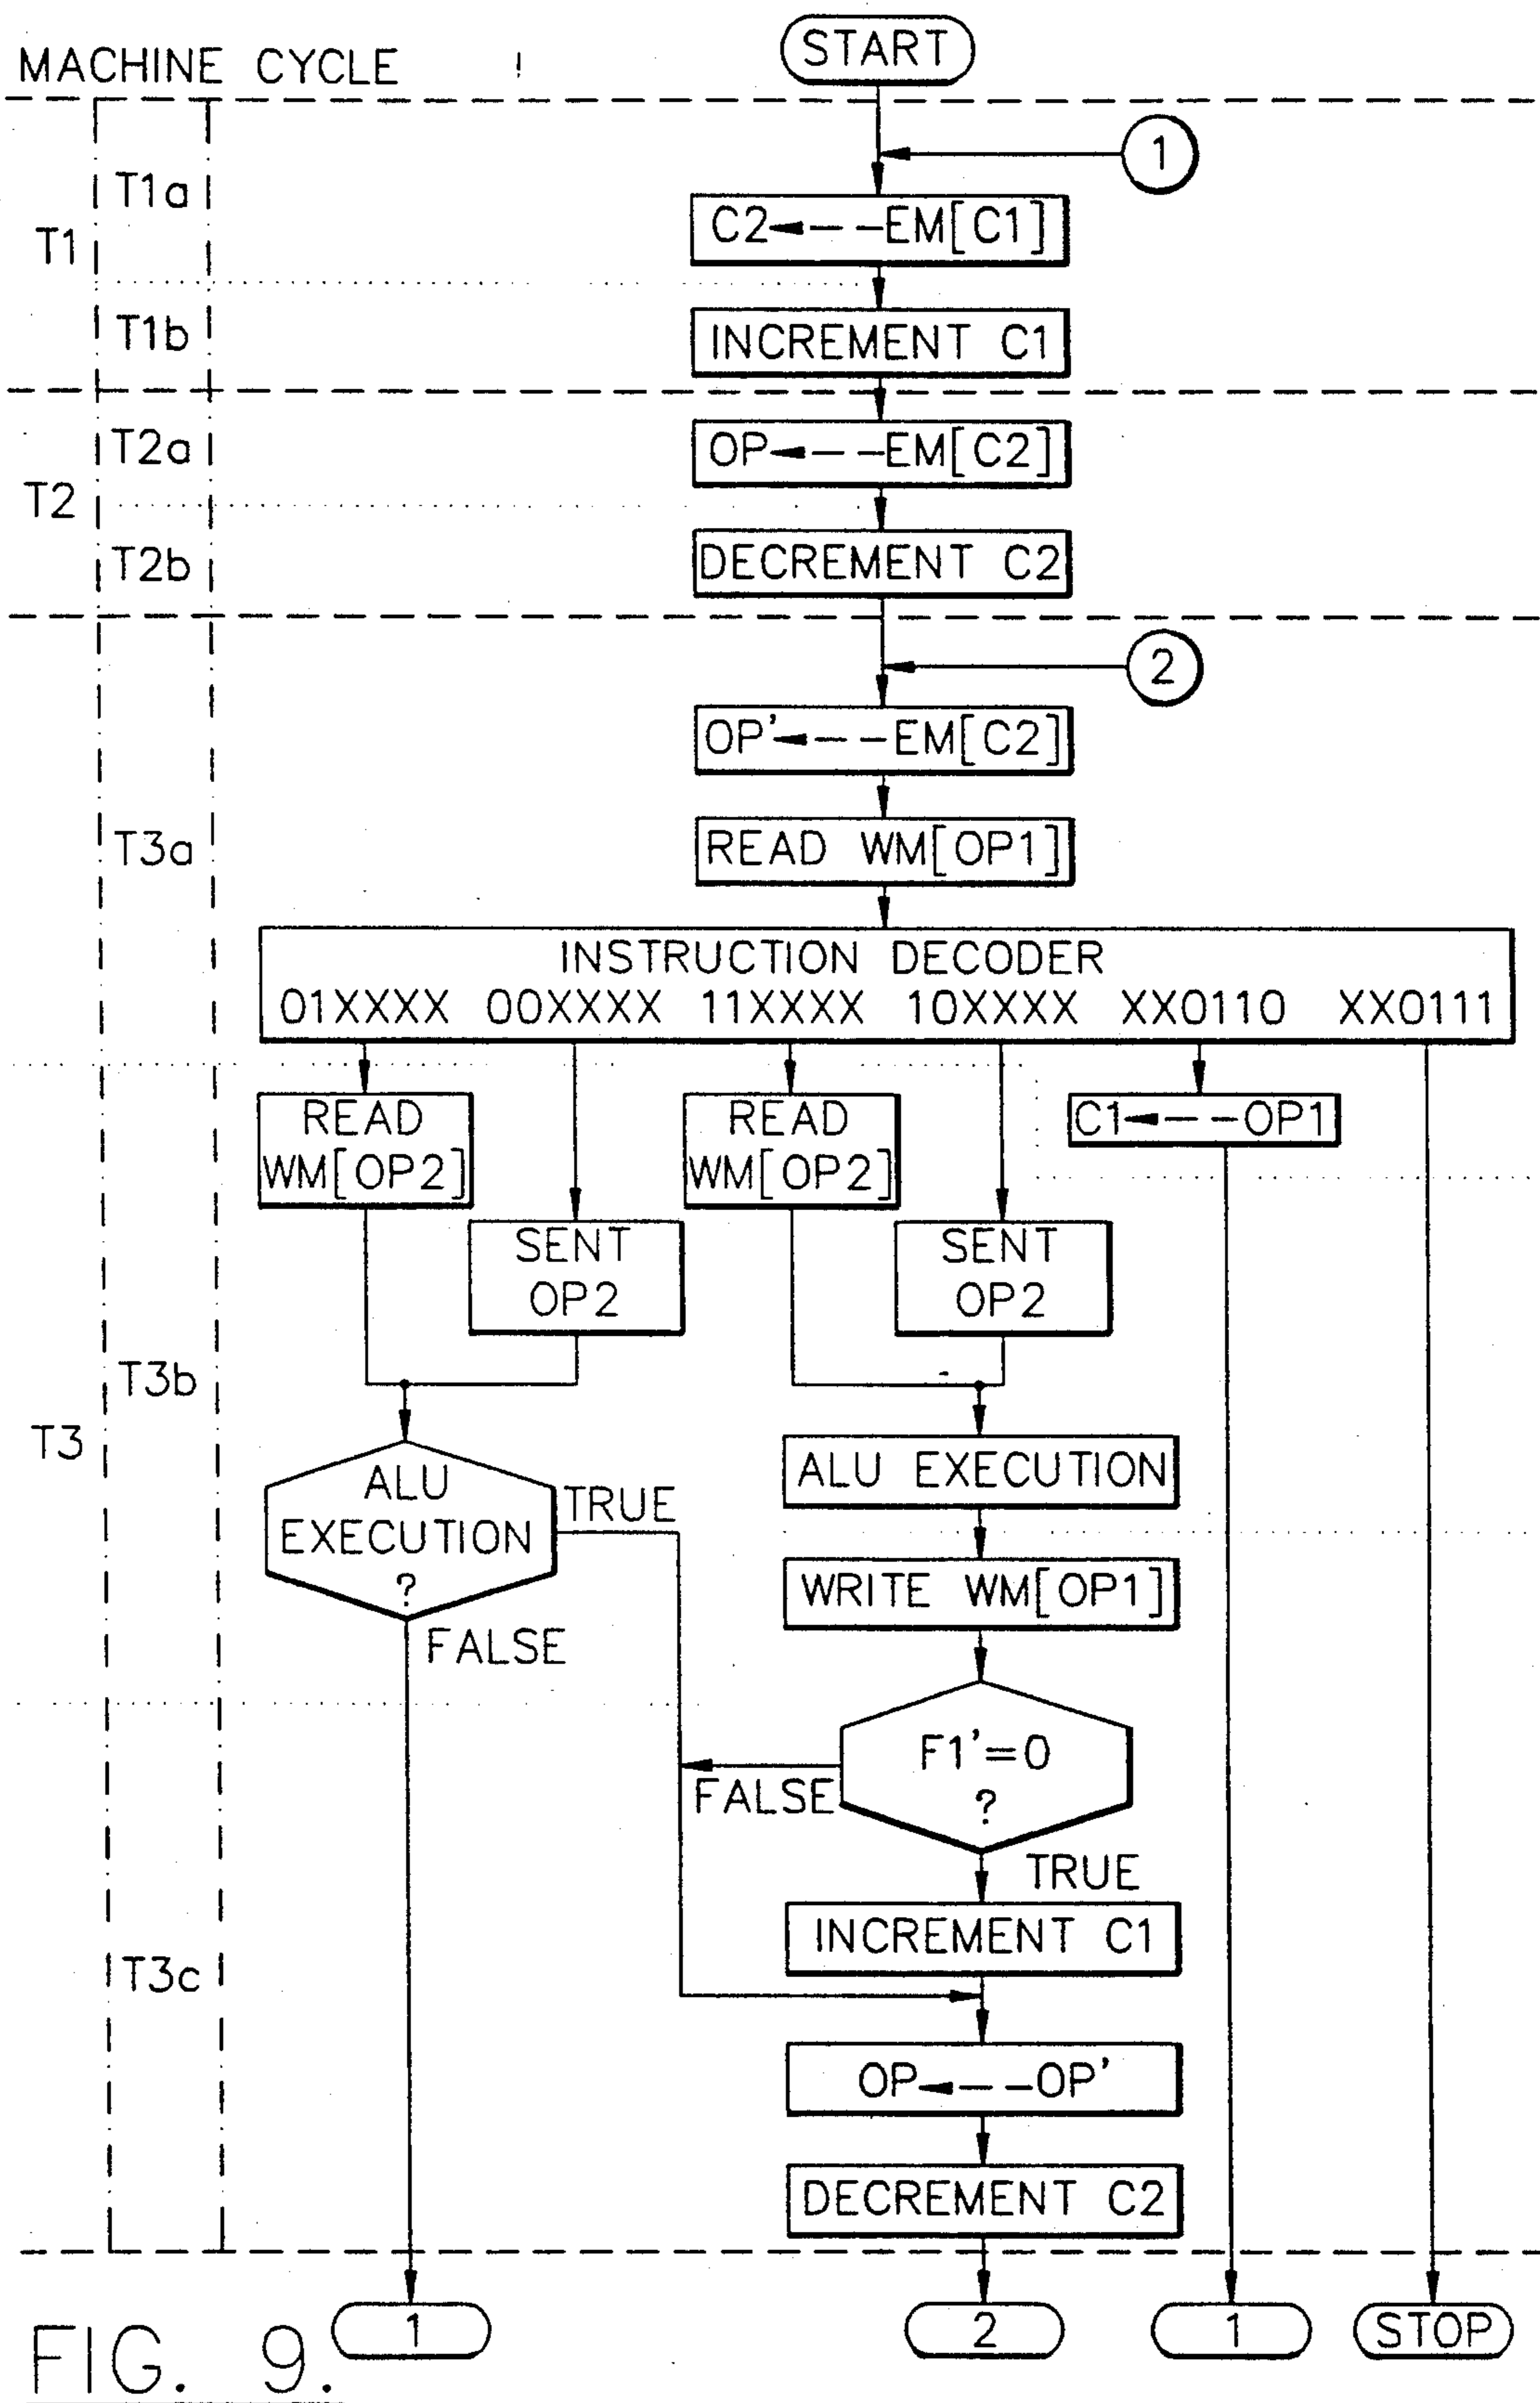 START
MACHINE CYCLE
1
T1a
T1
C2◄– –EM[C1]
T1b
INCREMENT C1
T2a
OP◄– –EM[C2]
T2
T2b
DECREMENT C2
2
OP'◄– –EM[C2]
T3a
READ WM[OP1]
INSTRUCTION DECODER
01XXXX 00XXXX 11XXXX 10XXXX XX0110 XX0111
READ
WM[OP2]
READ
WM[OP2]
C1◄– –OP1
SENT
OP2
SENT
OP2
T3b
T3
ALU
EXECUTION
?
TRUE
FALSE
ALU EXECUTION
WRITE WM[OP1]
F1'=0
?
FALSE
TRUE
INCREMENT C1
T3c
OP◄– –OP'
DECREMENT C2
1
2
1
STOP
FIG. 9.